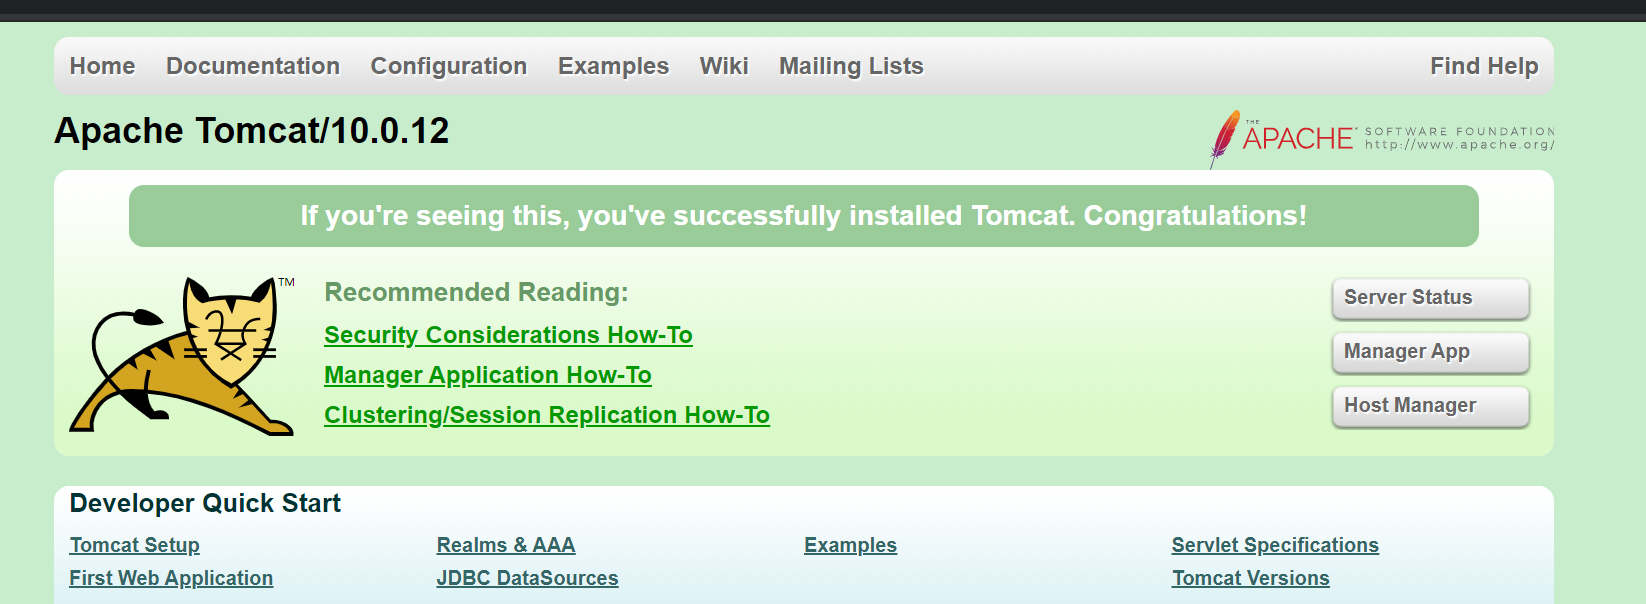 Home Documentation Configuration Examples Wiki Mailing Lists Find Help
Apache Tomcat/10.0.12
THE
APACHE SOFTWARE FOUNDATION
http://www.apache.org/
If you're seeing this, you've successfully installed Tomcat. Congratulations!
TM
Recommended Reading:
Security Considerations How-To
Manager Application How-To
Clustering/Session Replication How-To
Server Status
Manager App
Host Manager
Developer Quick Start
Tomcat Setup Realms & AAA Examples Servlet Specifications
First Web Application JDBC DataSources Tomcat Versions